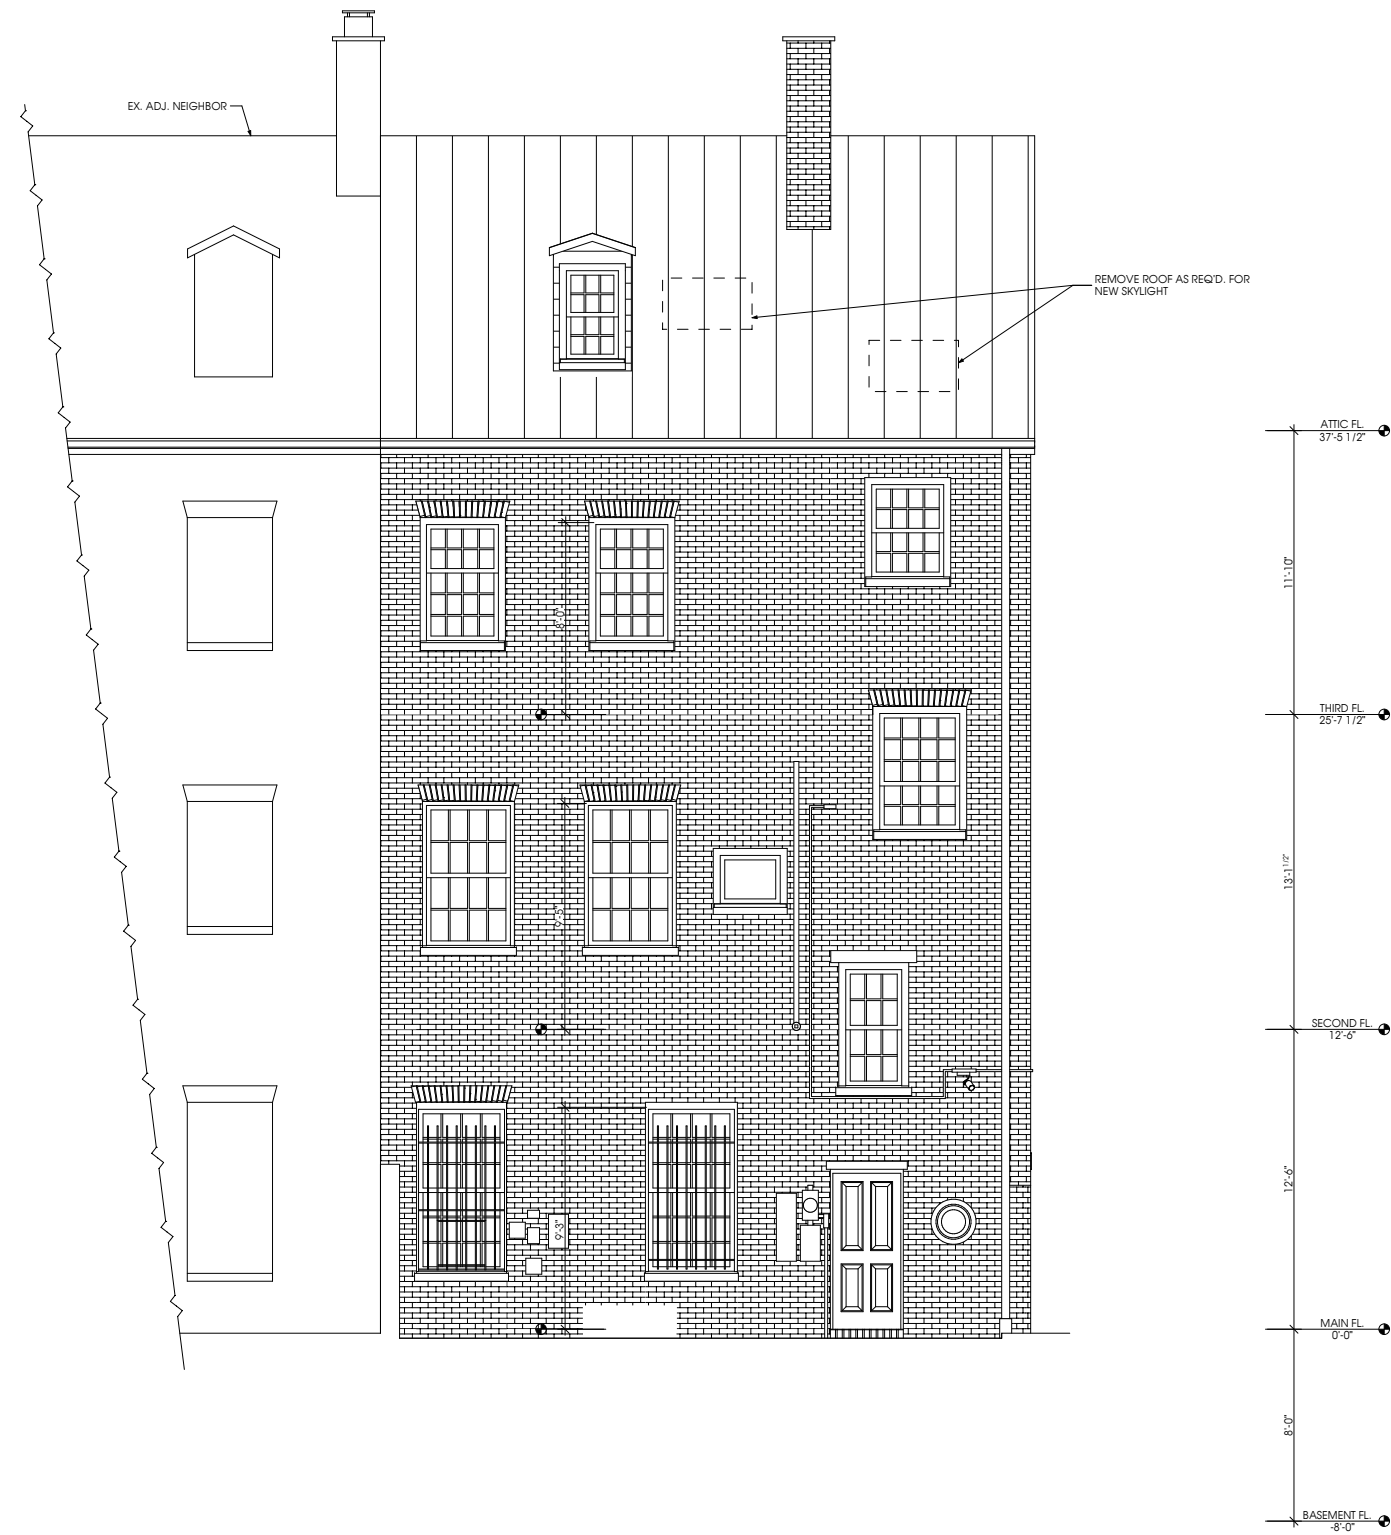 EX. ADJ. NEIGHBOR
REMOVE ROOF AS REQ'D. FOR
NEW SKYLIGHT
ATTIC FL.
37'-5 1/2"
11'-10"
8'-0"
THIRD FL.
25'-7 1/2"
13'-1 1/2"
9'-5"
SECOND FL.
12'-6"
12'-6"
9'-3"
MAIN FL.
0'-0"
8'-0"
BASEMENT FL.
-8'-0"